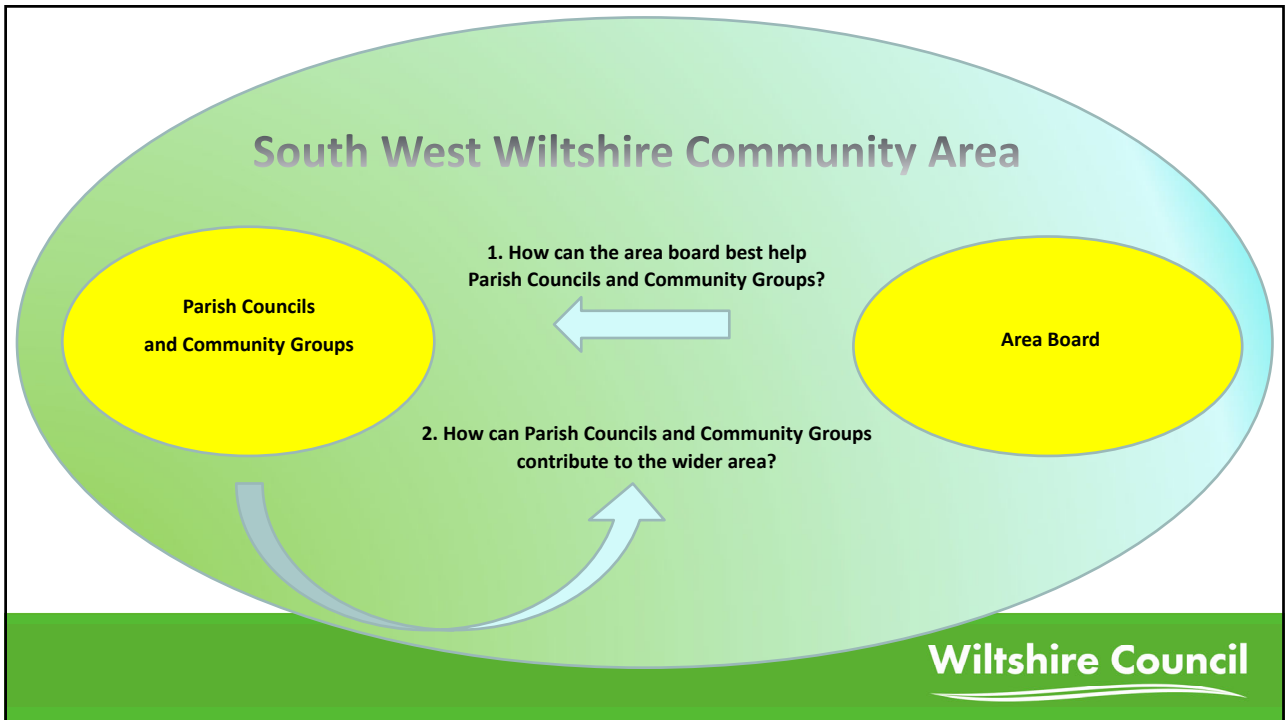 South West Wiltshire Community Area
1. How can the area board best help
Parish Councils and Community Groups?
Parish Councils
and Community Groups
Area Board
2. How can Parish Councils and Community Groups
contribute to the wider area?
Wiltshire Council